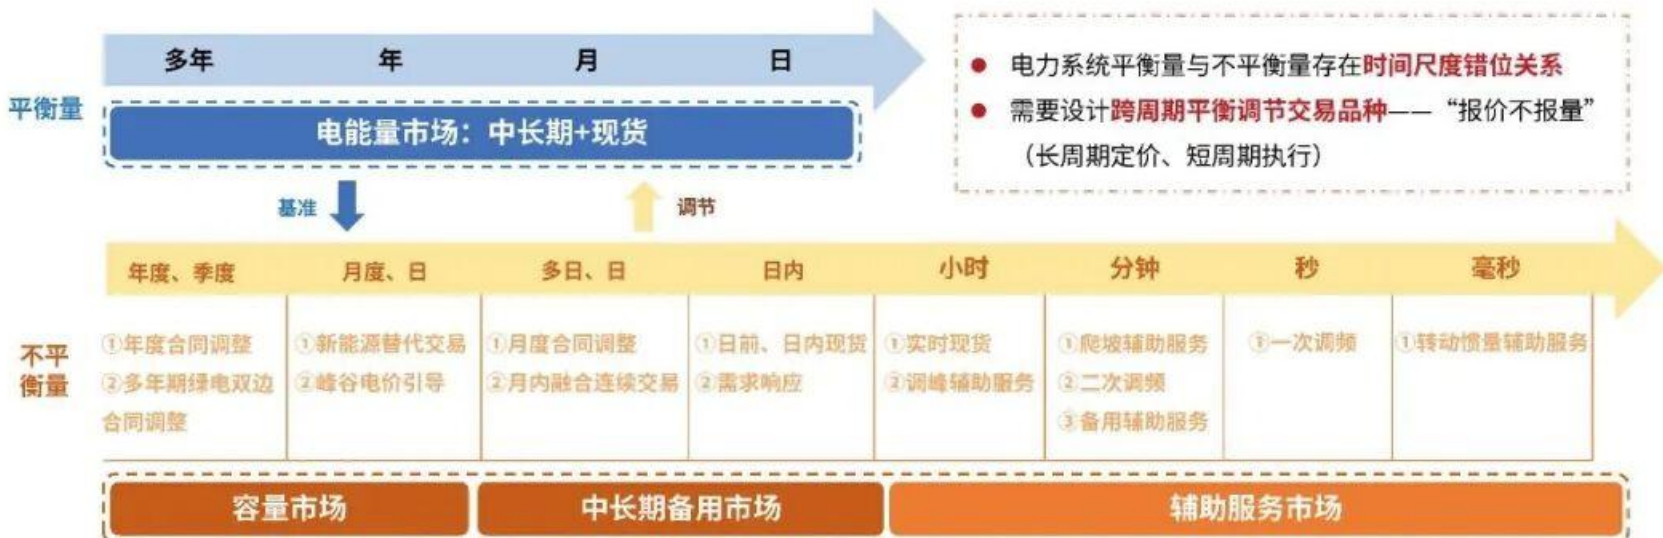 多年 年 月 日
平衡量
电能量市场：中长期+现货
● 电力系统平衡量与不平衡量存在时间尺度错位关系
● 需要设计跨周期平衡调节交易品种——“报价不报量”
（长周期定价、短周期执行）
基准 调节
年度、季度 月度、日 多日、日 日内 小时 分钟 秒 毫秒
不平
衡量
①年度合同调整
②多年期绿电双边
合同调整
①新能源替代交易
②峰谷电价引导
①月度合同调整
②月内融合连续交易
①日前、日内现货
②需求响应
①实时现货
②调峰辅助服务
①爬坡辅助服务
②二次调频
③备用辅助服务
①一次调频
①转动惯量辅助服务
容量市场 中长期备用市场 辅助服务市场